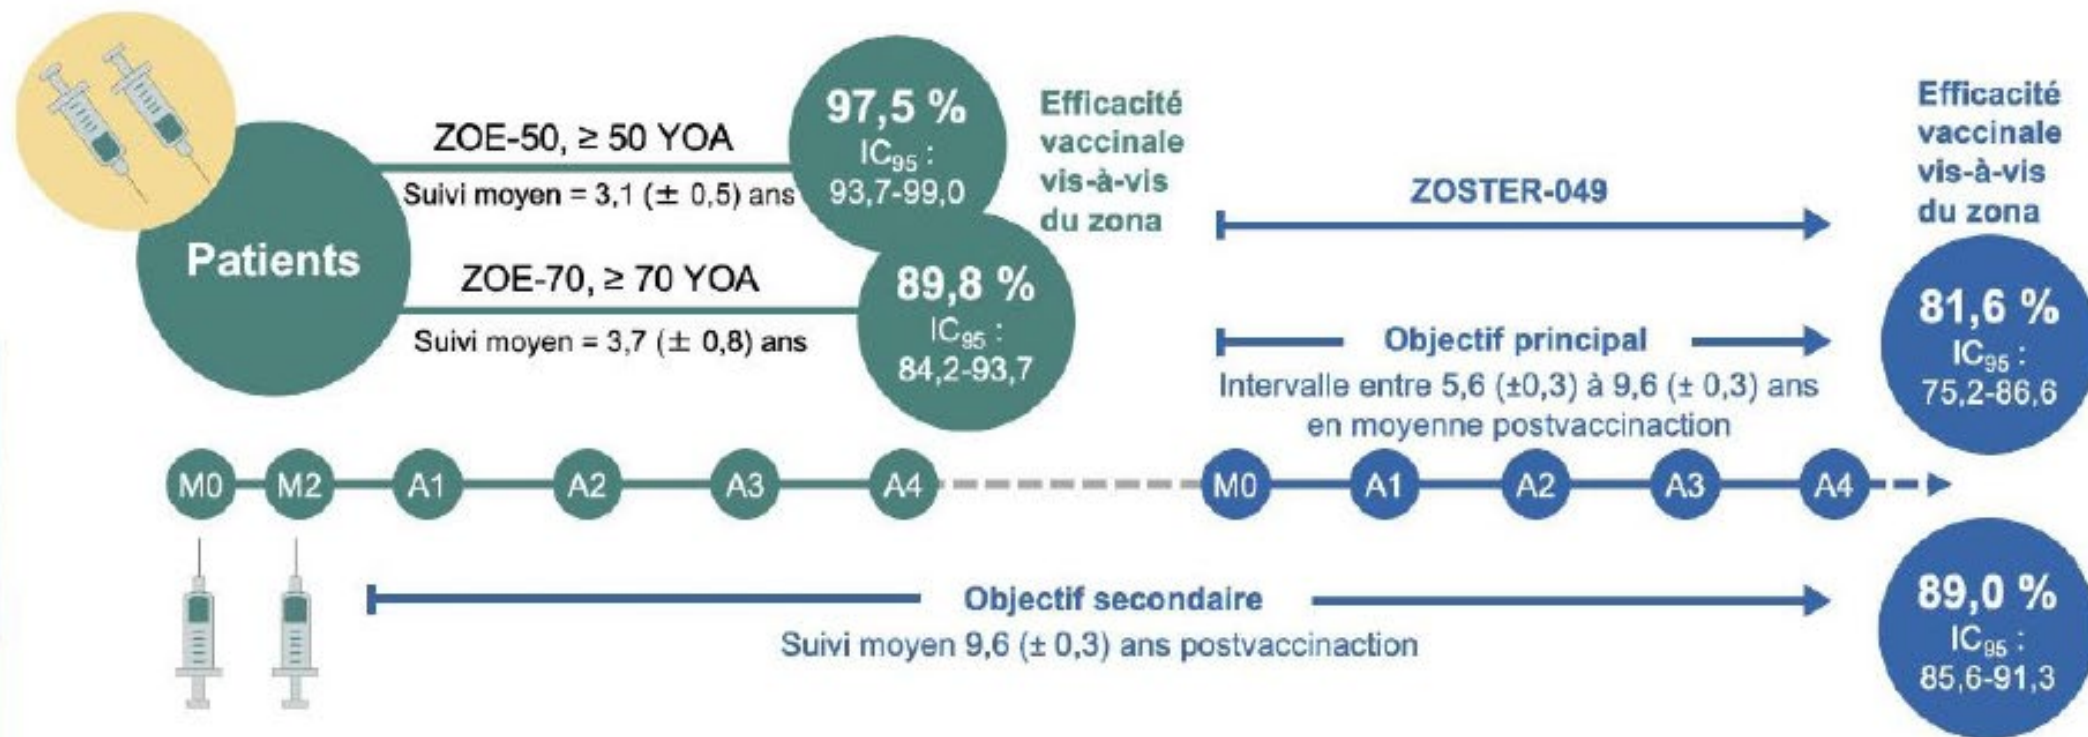 Patients
ZOE-50, ≥ 50 YOA
Suivi moyen = 3,1 (± 0,5) ans
97,5 %
IC95 :
93,7-99,0
ZOE-70, ≥ 70 YOA
Suivi moyen = 3,7 (± 0,8) ans
89,8 %
IC95 :
84,2-93,7
Efficacité
vaccinale
vis-à-vis
du zona
ZOSTER-049
Objectif principal
Intervalle entre 5,6 (±0,3) à 9,6 (± 0,3) ans
en moyenne postvaccinaction
Efficacité
vaccinale
vis-à-vis
du zona
81,6 %
IC95 :
75,2-86,6
M0 M2 A1 A2 A3 A4 M0 A1 A2 A3 A4
Objectif secondaire
Suivi moyen 9,6 (± 0,3) ans postvaccinaction
89,0 %
IC95 :
85,6-91,3